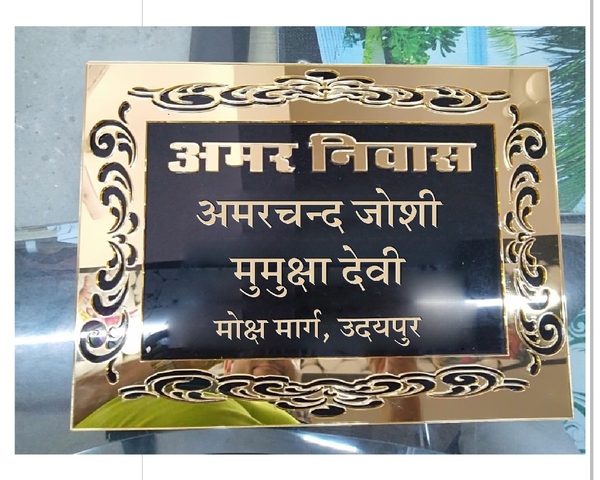 अमर निवास
अमरचन्द जोशी
मुमुक्षा देवी
मोक्ष मार्ग, उदयपुर